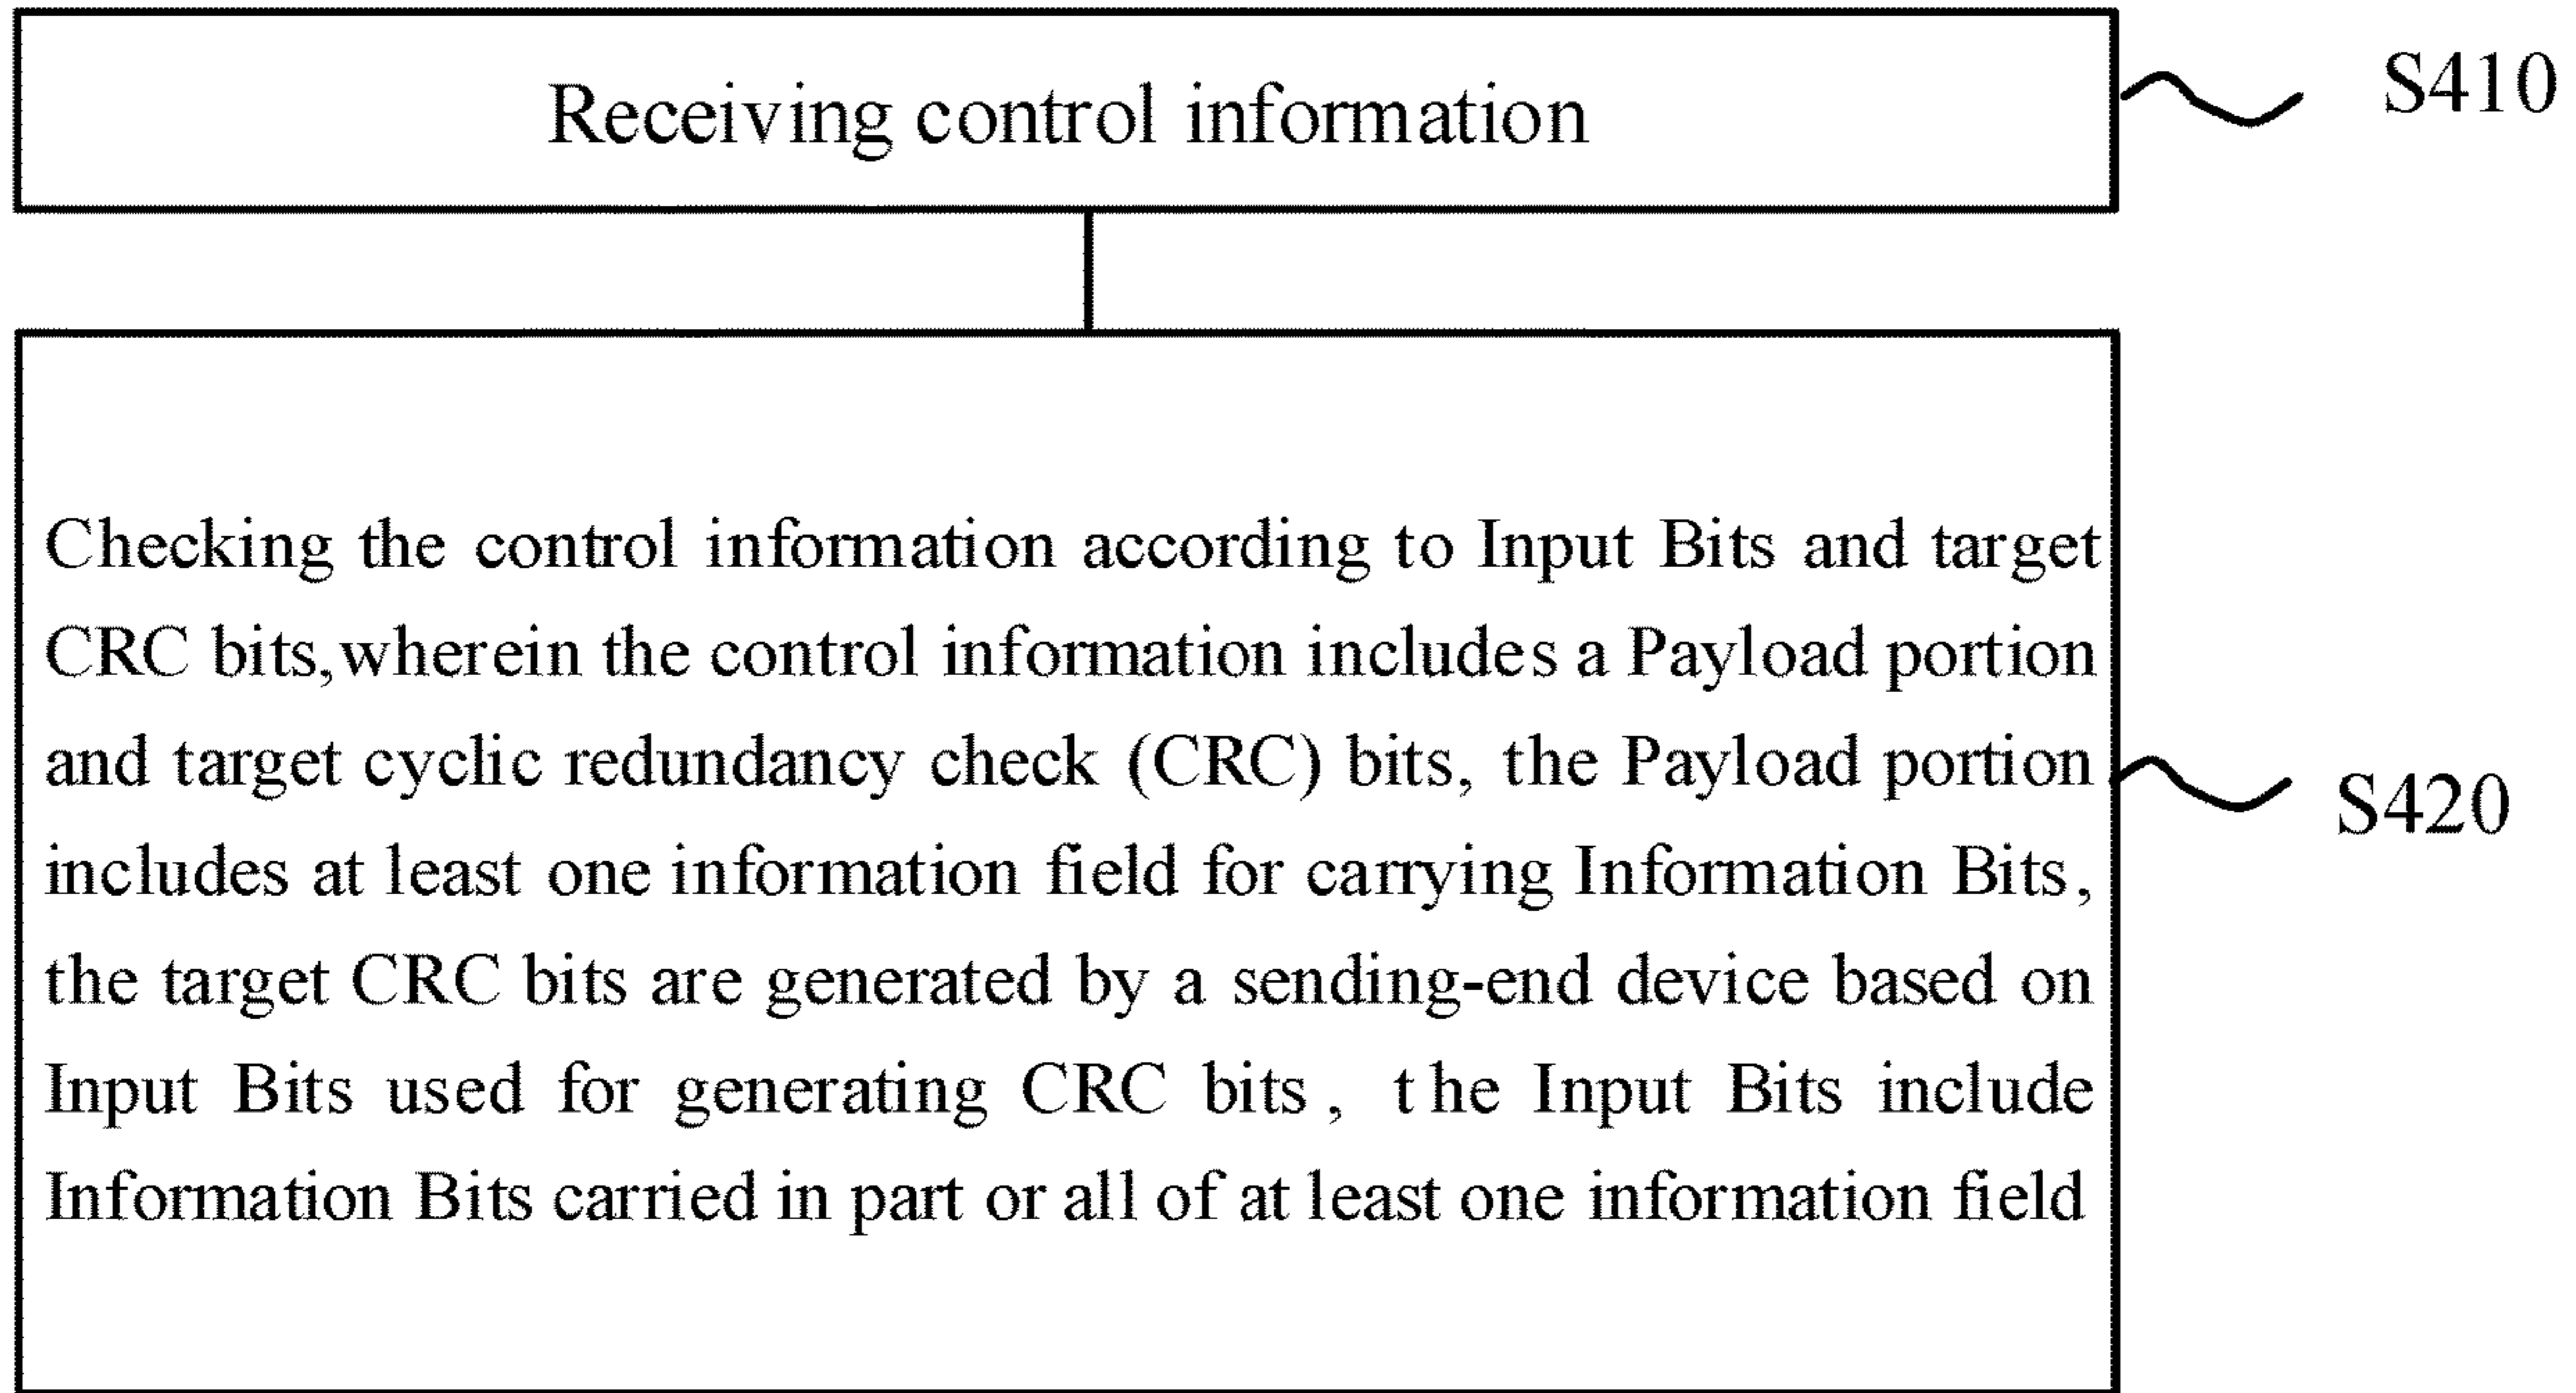 Receiving control information
S410
Checking the control information according to Input Bits and target
CRC bits,wherein the control information includes a Payload portion
and target cyclic redundancy check (CRC) bits, the Payload portion
includes at least one information field for carrying Information Bits,
the target CRC bits are generated by a sending-end device based on
Input Bits used for generating CRC bits , the Input Bits include
Information Bits carried in part or all of at least one information field
S420